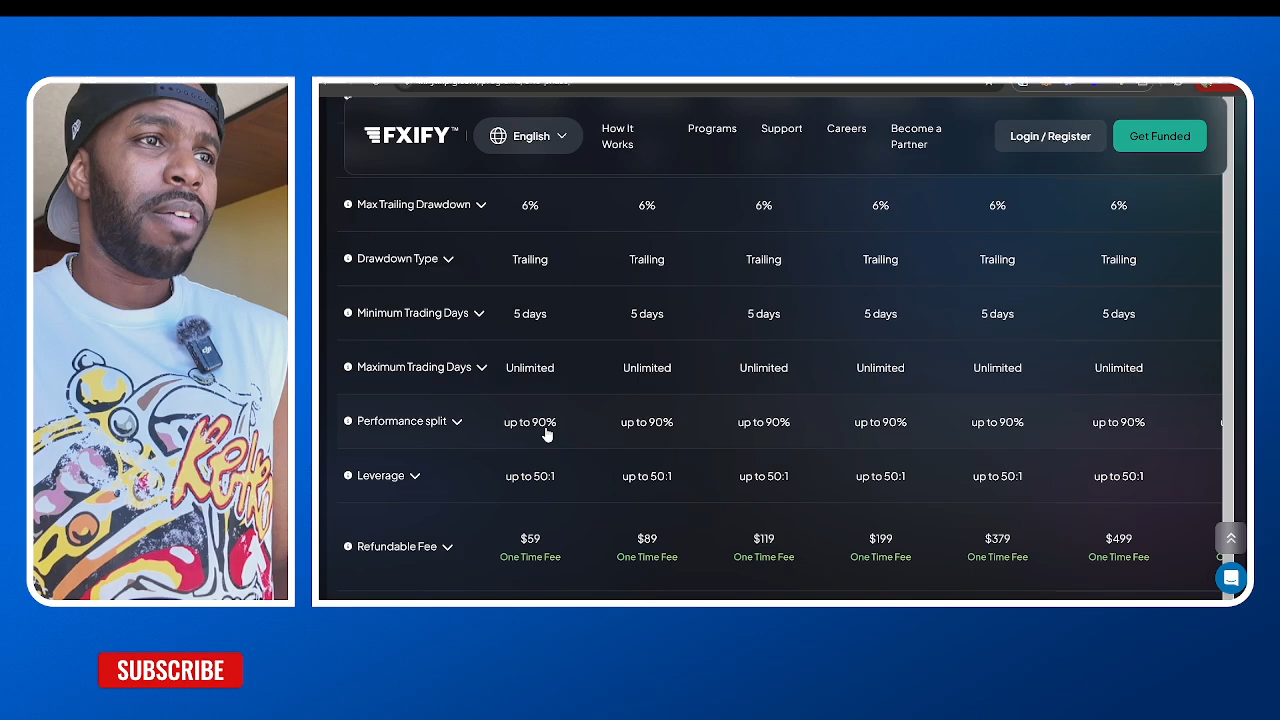 FXIFY™
English
How It
Works
Programs
Support
Careers
Become a
Partner
Login / Register
Get Funded
Max Trailing Drawdown 6% 6% 6% 6% 6% 6%
Drawdown Type Trailing Trailing Trailing Trailing Trailing Trailing
Minimum Trading Days 5 days 5 days 5 days 5 days 5 days 5 days
Maximum Trading Days Unlimited Unlimited Unlimited Unlimited Unlimited Unlimited
Performance split up to 90% up to 90% up to 90% up to 90% up to 90% up to 90%
Leverage up to 50:1 up to 50:1 up to 50:1 up to 50:1 up to 50:1 up to 50:1
Refundable Fee $59 $89 $119 $199 $379 $499
One Time Fee One Time Fee One Time Fee One Time Fee One Time Fee One Time Fee
SUBSCRIBE